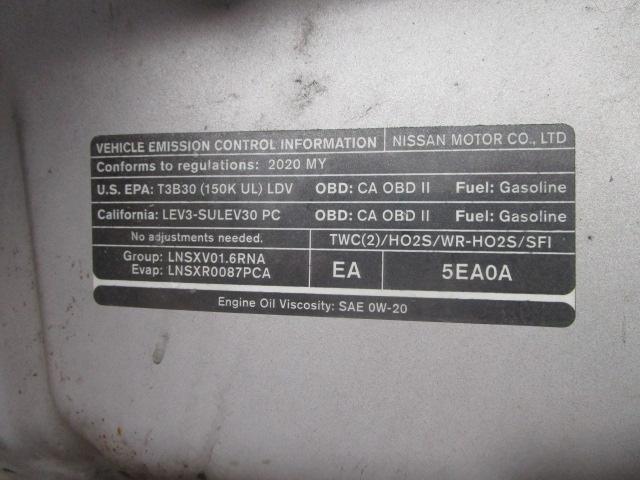 VEHICLE EMISSION CONTROL INFORMATION NISSAN MOTOR CO., LTD
Conforms to regulations: 2020 MY
U.S. EPA: T3B30 (150K UL) LDV OBD: CA OBD II Fuel: Gasoline
California: LEV3-SULEV30 PC OBD: CA OBD II Fuel: Gasoline
No adjustments needed. TWC(2)/HO2S/WR-HO2S/SFI
Group: LNSXV01.6RNA
Evap: LNSXR0087PCA
EA 5EA0A
Engine Oil Viscosity: SAE 0W-20